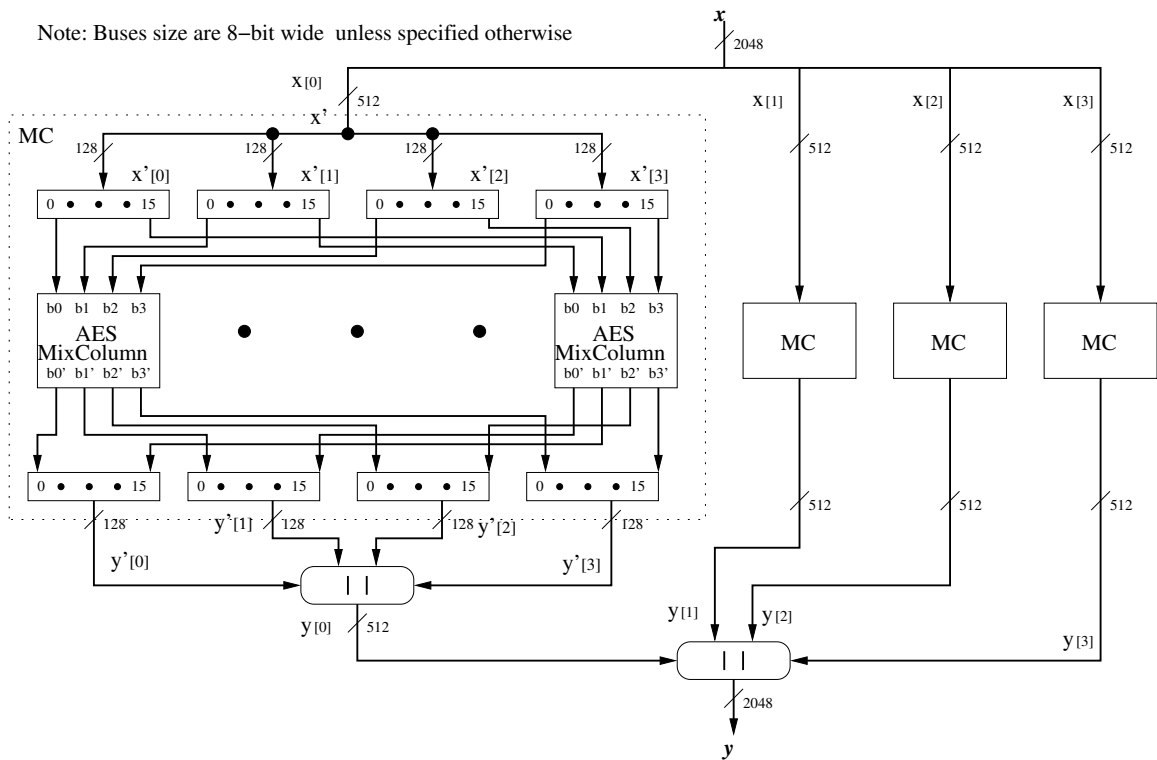 Note: Buses size are 8−bit wide unless specified otherwise
x
2048
x[0]
512
x[1]
x[2]
x[3]
x'
MC
128
128
128
128
512
512
512
x'[0]
x'[1]
x'[2]
x'[3]
0 • • • 15
0 • • • 15
0 • • • 15
0 • • • 15
b0 b1 b2 b3
AES
MixColumn
b0' b1' b2' b3'
• • •
b0 b1 b2 b3
AES
MixColumn
b0' b1' b2' b3'
MC
MC
MC
0 • • • 15
0 • • • 15
0 • • • 15
0 • • • 15
512
512
512
128
y'[1]
128
128
y'[2]
128
y'[0]
y'[3]
| |
y[0]
512
y[1]
y[2]
y[3]
| |
2048
y